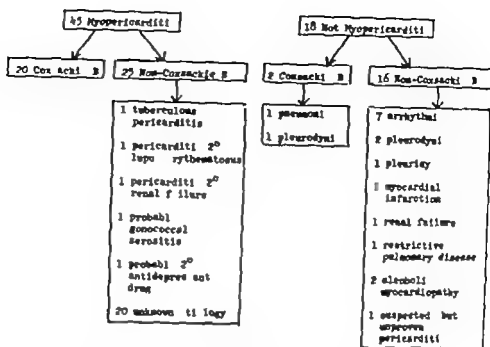 45 Myopericarditi
18 Not Myopericarditi
20 Cox acki B
25 Non-Coxsackie B
2 Coxsacki B
16 Non-Coxsacki B
1 tuberculous
pericarditis
1 pericarditi 2°
lupu rythematosus
1 pericarditi 2°
renal f ilure
1 probabl
gonococcal
serositis
1 probabl 2°
antidepres ant
drug
20 unknown ti logy
1 pneumoni
1 pleurodyni
7 arrhythmi
2 pleurodyni
1 pleurisy
myocardial
infarction
1 renal failure
1 restrictive
pulmonary disease
2 alcoholi
myocardiopathy
1 suspected but
unproven
pericarditi